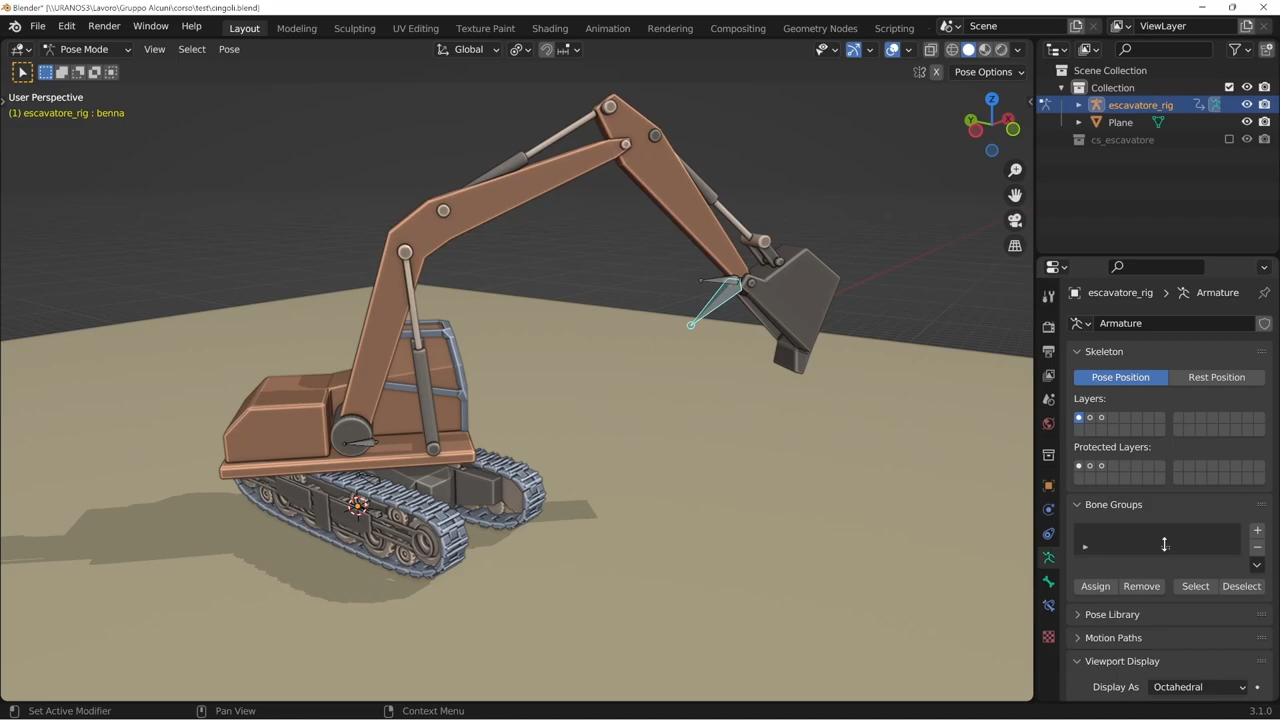 Blender* [\\URANOS3\Lavoro\Gruppo Alcuni\corso\test\cingoli.blend]
File Edit Render Window Help Layout Modeling Sculpting UV Editing Texture Paint Shading Animation Rendering Compositing Geometry Nodes Scripting Scene ViewLayer
Pose Mode View Select Pose Global
X Pose Options
User Perspective
(1) escavatore_rig : benna
Z
Y
X
Scene Collection
Collection
escavatore_rig
Plane
cs_escavatore
escavatore_rig Armature
Armature
Skeleton
Pose Position Rest Position
Layers:
Protected Layers:
Bone Groups
Assign Remove Select Deselect
Pose Library
Motion Paths
Viewport Display
Display As Octahedral
Set Active Modifier Pan View Context Menu 3.1.0